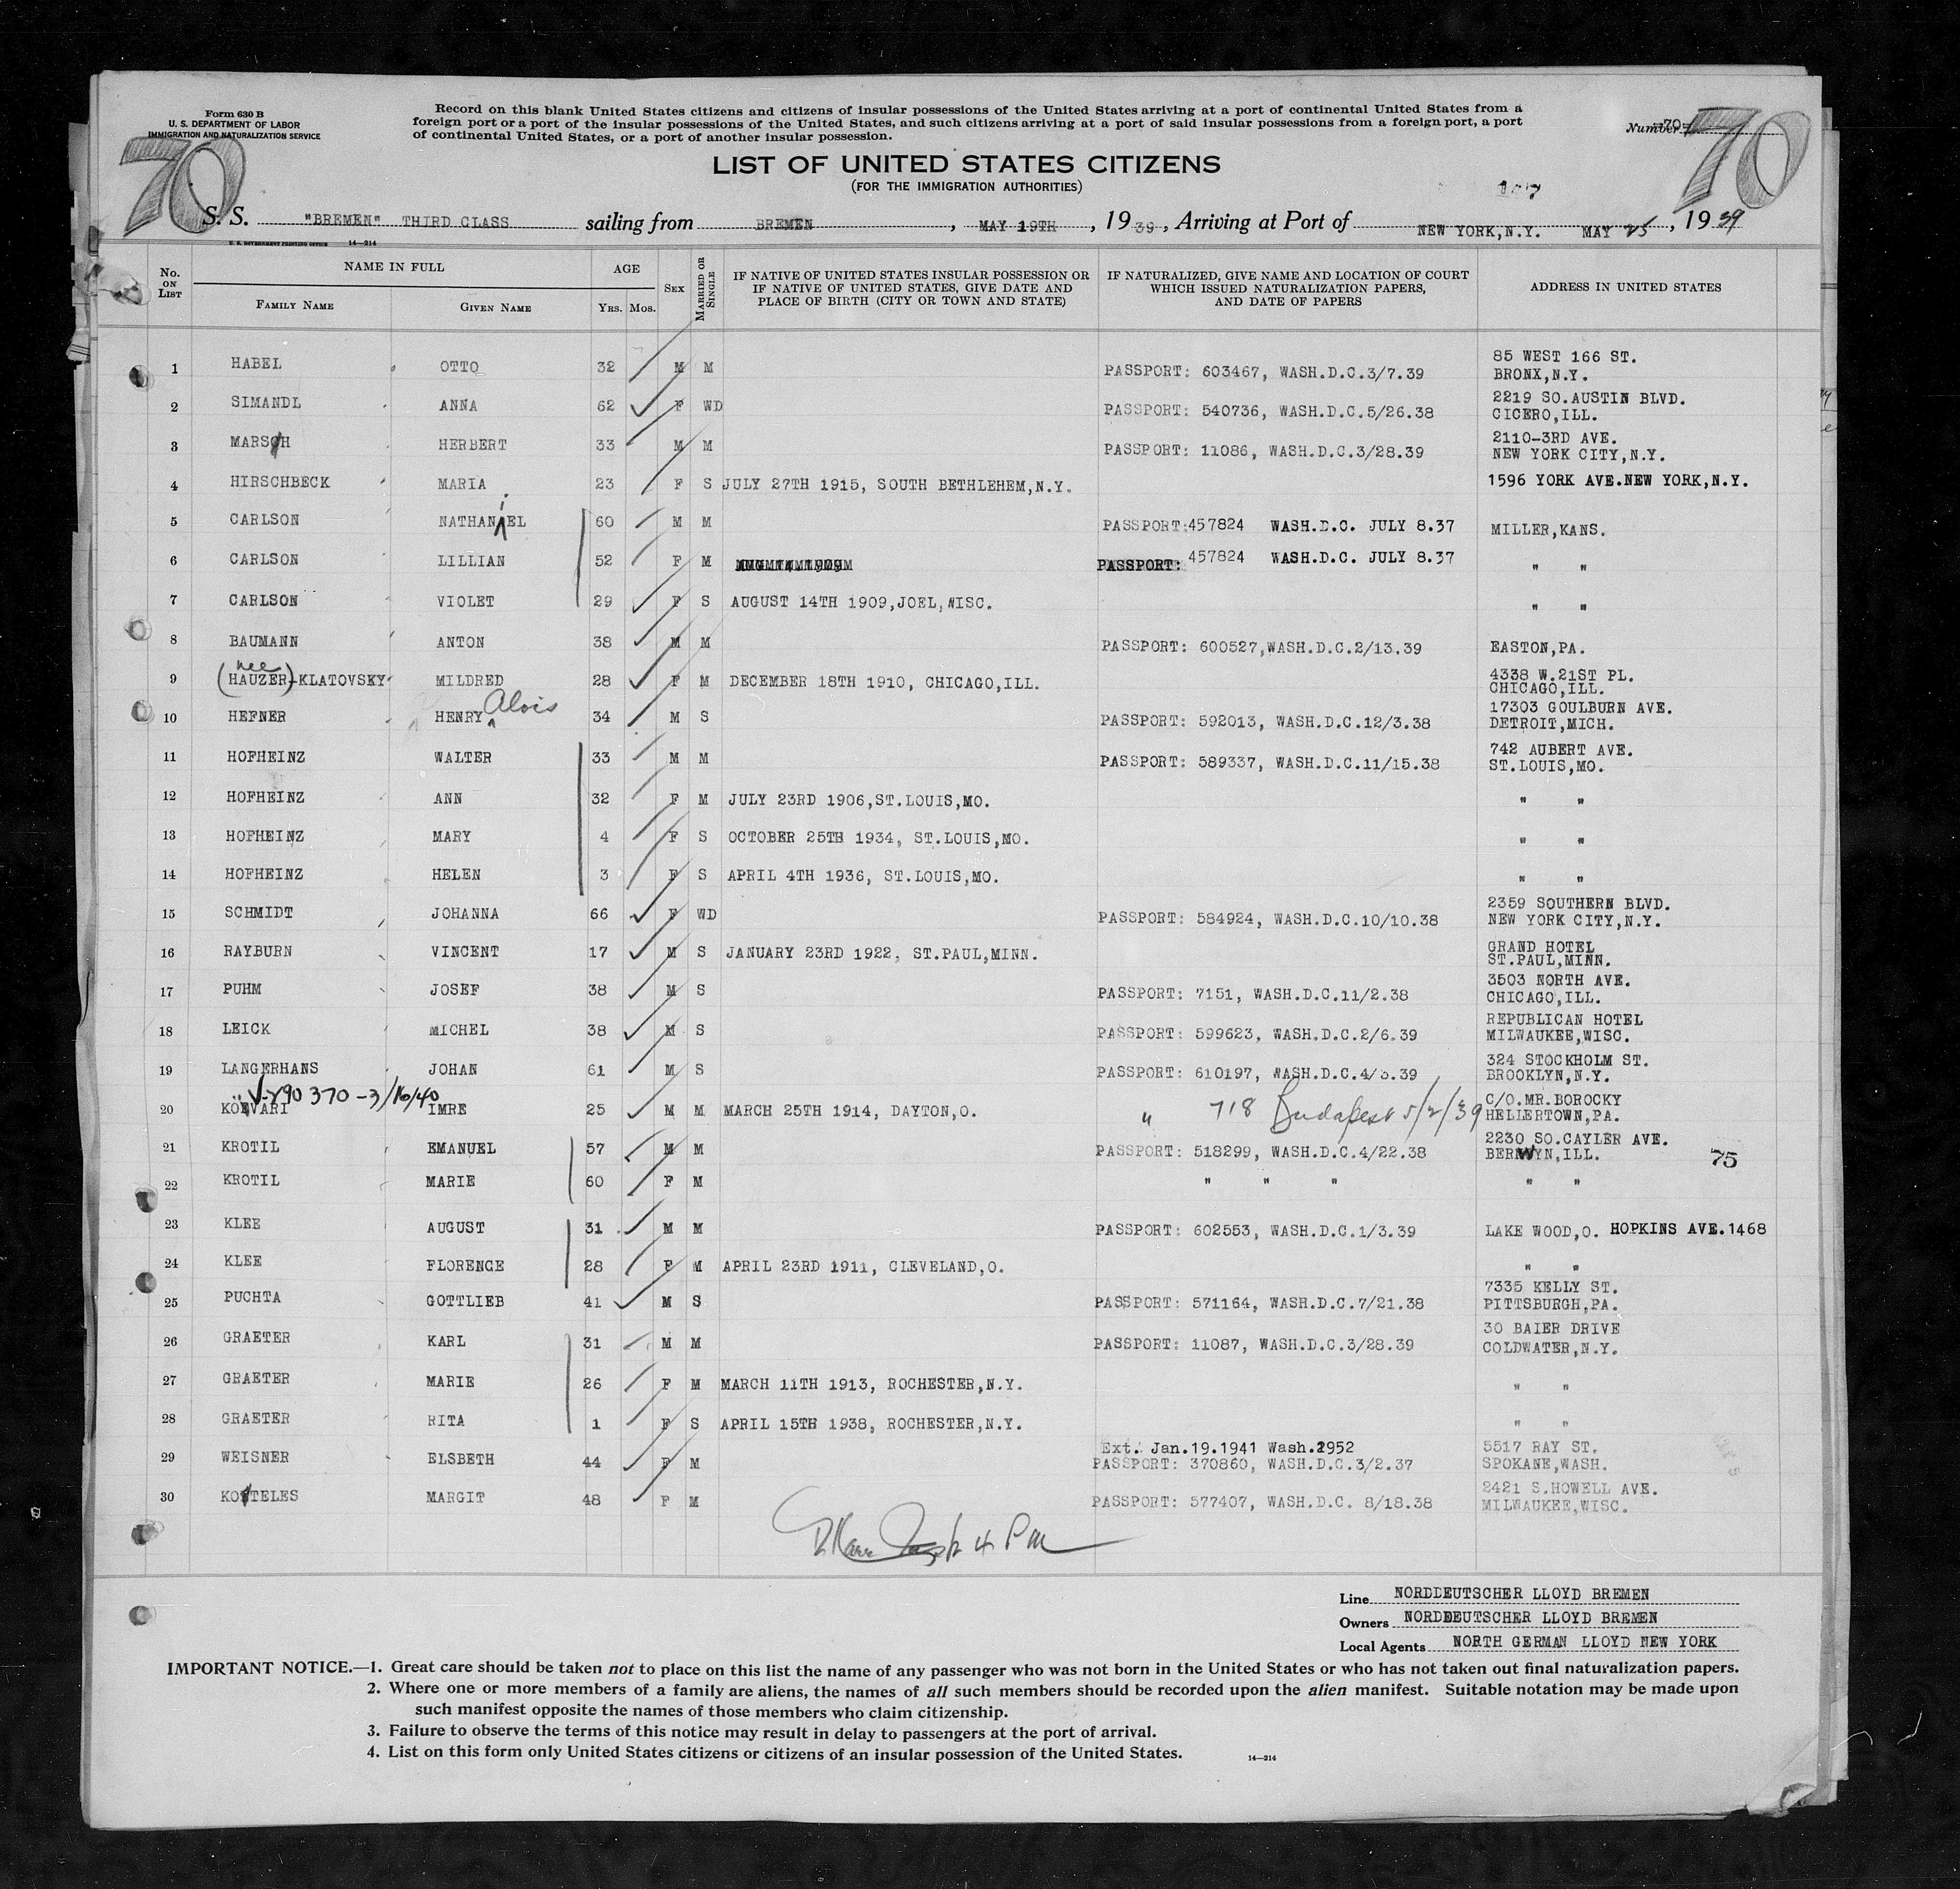 Form 630 B
U. S. DEPARTMENT OF LABOR
IMMIGRATION AND NATURALIZATION SERVICE
Record on this blank United States citizens and citizens of insular possessions of the United States arriving at a port of continental United States from a
foreign port or a port of the insular possessions of the United States, and such citizens arriving at a port of said insular possessions from a foreign port, a port
of continental United States, or a port of another insular possession.
Number 70
70 70
LIST OF UNITED STATES CITIZENS
(FOR THE IMMIGRATION AUTHORITIES)
S. S. "BREMEN" THIRD CLASS sailing from BREMEN, MAY 19TH, 1939, Arriving at Port of NEW YORK,N.Y. MAY 25, 1939
U. S. GOVERNMENT PRINTING OFFICE 14—214
No. ON LIST NAME IN FULL FAMILY NAME GIVEN NAME AGE YRS. MOS. SEX MARRIED OR SINGLE
IF NATIVE OF UNITED STATES INSULAR POSSESSION OR IF NATIVE OF UNITED STATES, GIVE DATE AND PLACE OF BIRTH (CITY OR TOWN AND STATE)
IF NATURALIZED, GIVE NAME AND LOCATION OF COURT WHICH ISSUED NATURALIZATION PAPERS, AND DATE OF PAPERS
ADDRESS IN UNITED STATES
1 HABEL OTTO 32 M M PASSPORT: 603467, WASH.D.C.3/7.39 85 WEST 166 ST. BRONX,N.Y.
2 SIMANDL ANNA 62 F WD PASSPORT: 540736, WASH.D.C.5/26.38 2219 SO.AUSTIN BLVD. CICERO,ILL.
3 MARSCH HERBERT 33 M M PASSPORT: 11086, WASH.D.C.3/28.39 2110-3RD AVE. NEW YORK CITY,N.Y.
4 HIRSCHBECK MARIA 23 F S JULY 27TH 1915, SOUTH BETHLEHEM,N.Y. 1596 YORK AVE.NEW YORK,N.Y.
5 CARLSON NATHANIEL 60 M M PASSPORT:457824 WASH.D.C. JULY 8.37 MILLER,KANS.
6 CARLSON LILLIAN 52 F M PASSPORT: 457824 WASH.D.C. JULY 8.37 " "
7 CARLSON VIOLET 29 F S AUGUST 14TH 1909,JOEL,WISC. " "
8 BAUMANN ANTON 38 M M PASSPORT: 600527,WASH.D.C.2/13.39 EASTON,PA.
9 (nee HAUZER)-KLATOVSKY MILDRED 28 F M DECEMBER 18TH 1910, CHICAGO,ILL. 4338 W.21ST PL. CHICAGO,ILL.
10 HEFNER HENRY Alois 34 M S PASSPORT: 592013, WASH.D.C.12/3.38 17303 GOULBURN AVE. DETROIT,MICH.
11 HOFHEINZ WALTER 33 M M PASSPORT: 589337, WASH.D.C.11/15.38 742 AUBERT AVE. ST.LOUIS,MO.
12 HOFHEINZ ANN 32 F M JULY 23RD 1906,ST.LOUIS,MO. " "
13 HOFHEINZ MARY 4 F S OCTOBER 25TH 1934, ST.LOUIS,MO. " "
14 HOFHEINZ HELEN 3 F S APRIL 4TH 1936, ST.LOUIS,MO. " "
15 SCHMIDT JOHANNA 66 F WD PASSPORT: 584924, WASH.D.C.10/10.38 2359 SOUTHERN BLVD. NEW YORK CITY,N.Y.
16 RAYBURN VINCENT 17 M S JANUARY 23RD 1922, ST.PAUL,MINN. GRAND HOTEL ST.PAUL,MINN.
17 PUHM JOSEF 38 M S PASSPORT: 7151, WASH.D.C.11/2.38 3503 NORTH AVE. CHICAGO,ILL.
18 LEICK MICHEL 38 M S PASSPORT: 599623, WASH.D.C.2/6.39 REPUBLICAN HOTEL MILWAUKEE,WISC.
19 LANGERHANS JOHAN 61 M S PASSPORT: 610197, WASH.D.C.4/3.39 324 STOCKHOLM ST. BROOKLYN,N.Y.
20 IMRE 25 M M MARCH 25TH 1914, DAYTON,O. " 718 Budapest 5/2/39 C/O.MR.BOROCKY HELLERTOWN,PA.
21 KROTIL EMANUEL 57 M M PASSPORT: 518299, WASH.D.C.4/22.38 2230 SO.CAYLER AVE. BERWYN,ILL. 75
22 KROTIL MARIE 60 F M " " " " "
23 KLEE AUGUST 31 M M PASSPORT: 602553, WASH.D.C.1/3.39 LAKE WOOD,O. HOPKINS AVE.1468
24 KLEE FLORENCE 28 F M APRIL 23RD 1911, CLEVELAND,O. " "
25 PUCHTA GOTTLIEB 41 M S PASSPORT: 571164, WASH.D.C.7/21.38 7335 KELLY ST. PITTSBURGH,PA.
26 GRAETER KARL 31 M M PASSPORT: 11087, WASH.D.C.3/28.39 30 BAIER DRIVE COLDWATER,N.Y.
27 GRAETER MARIE 26 F M MARCH 11TH 1913, ROCHESTER,N.Y. " "
28 GRAETER RITA 1 F S APRIL 15TH 1938, ROCHESTER,N.Y. " "
29 WEISNER ELSBETH 44 F M Ext. Jan.19.1941 Wash.2952 PASSPORT: 370860, WASH.D.C.3/2.37 5517 RAY ST. SPOKANE,WASH.
30 MARGIT 48 F M PASSPORT: 577407, WASH.D.C. 8/18.38 2421 S.HOWELL AVE. MILWAUKEE,WISC.
4 PM
Line NORDDEUTSCHER LLOYD BREMEN
Owners NORDDEUTSCHER LLOYD BREMEN
Local Agents NORTH GERMAN LLOYD NEW YORK
IMPORTANT NOTICE.—1. Great care should be taken not to place on this list the name of any passenger who was not born in the United States or who has not taken out final naturalization papers.
2. Where one or more members of a family are aliens, the names of all such members should be recorded upon the alien manifest. Suitable notation may be made upon
such manifest opposite the names of those members who claim citizenship.
3. Failure to observe the terms of this notice may result in delay to passengers at the port of arrival.
4. List on this form only United States citizens or citizens of an insular possession of the United States.
14—214